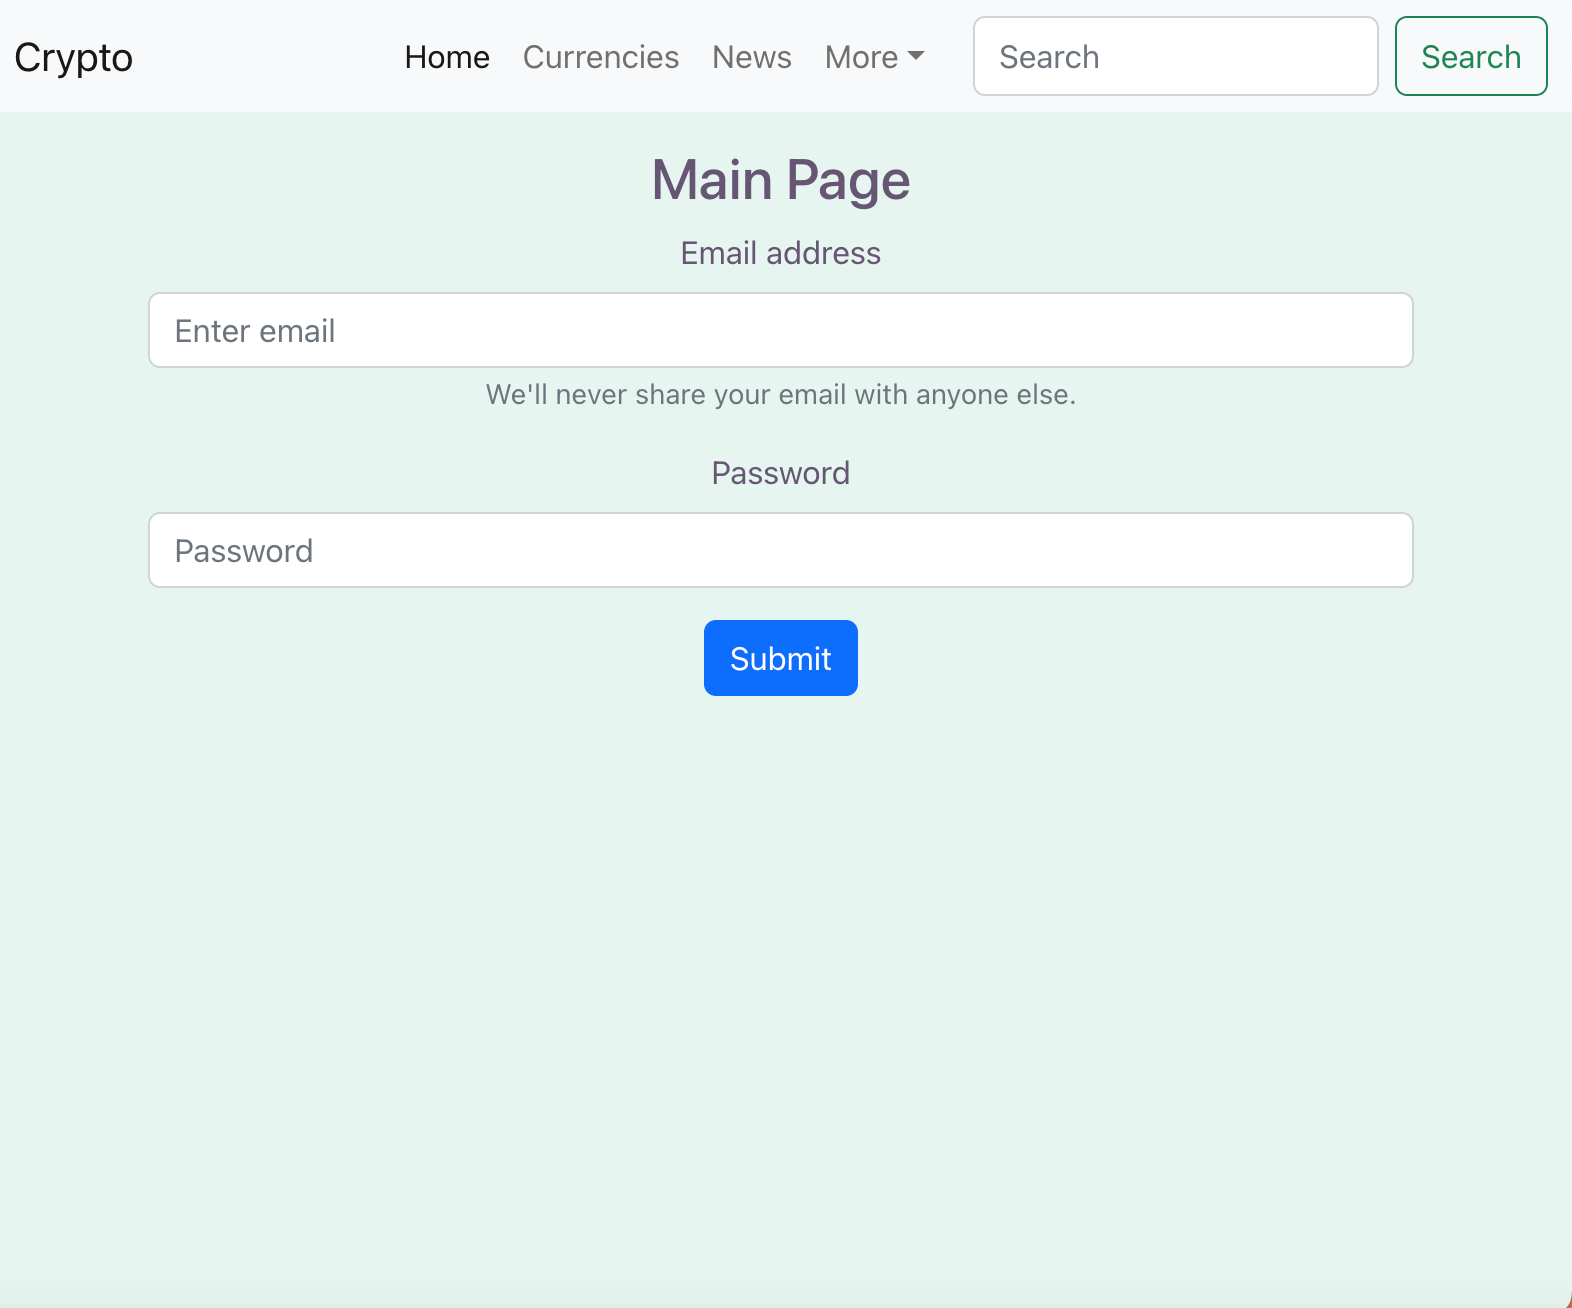 Crypto Home Currencies News More Search Search
Main Page
Email address
Enter email
We'll never share your email with anyone else.
Password
Password
Submit